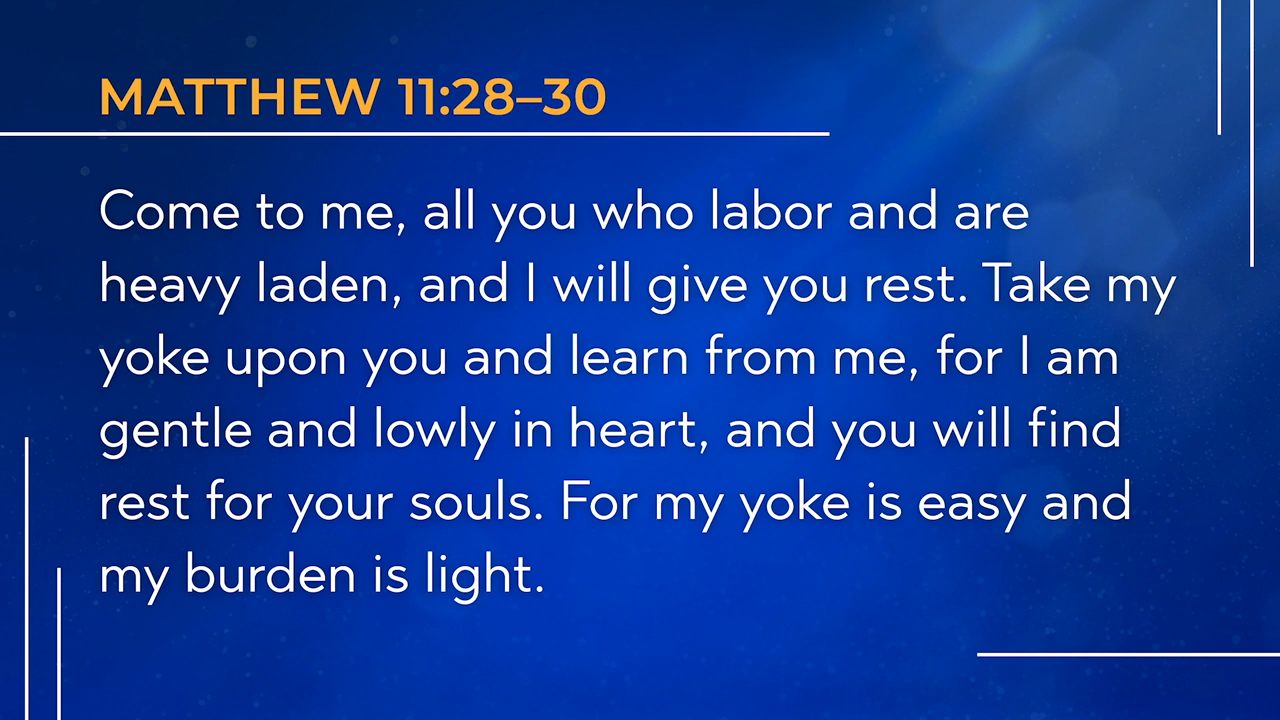 MATTHEW 11:28–30
Come to me, all you who labor and are
heavy laden, and I will give you rest. Take my
yoke upon you and learn from me, for I am
gentle and lowly in heart, and you will find
rest for your souls. For my yoke is easy and
my burden is light.